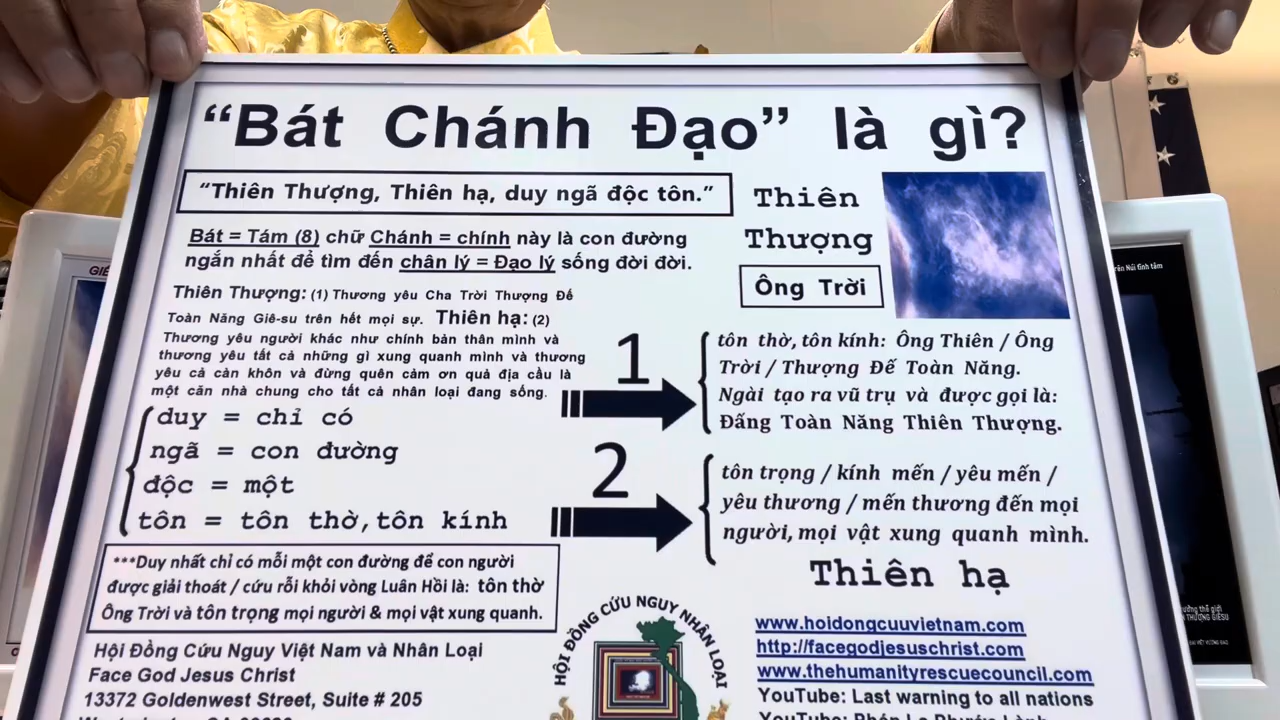 “Bát Chánh Đạo” là gì?
“Thiên Thượng, Thiên hạ, duy ngã độc tôn.”
Thiên
Thượng
Ông Trời
Bát = Tám (8) chữ Chánh = chính này là con đường
ngắn nhất để tìm đến chân lý = Đạo lý sống đời đời.
Thiên Thượng: (1) Thương yêu Cha Trời Thượng Đế
Toàn Năng Giê-su trên hết mọi sự. Thiên hạ: (2)
Thương yêu người khác như chính bản thân mình và
thương yêu tất cả những gì xung quanh mình và thương
yêu cả càn khôn và đừng quên cảm ơn quả địa cầu là
một căn nhà chung cho tất cả nhân loại đang sống.
1
tôn thờ, tôn kính: Ông Thiên / Ông
Trời / Thượng Đế Toàn Năng.
Ngài tạo ra vũ trụ và được gọi là:
Đấng Toàn Năng Thiên Thượng.
duy = chỉ có
ngã = con đường
độc = một
tôn = tôn thờ, tôn kính
2
tôn trọng / kính mến / yêu mến /
yêu thương / mến thương đến mọi
người, mọi vật xung quanh mình.
Thiên hạ
***Duy nhất chỉ có mỗi một con đường để con người
được giải thoát / cứu rỗi khỏi vòng Luân Hồi là: tôn thờ
Ông Trời và tôn trọng mọi người & mọi vật xung quanh.
Hội Đồng Cứu Nguy Việt Nam và Nhân Loại
Face God Jesus Christ
13372 Goldenwest Street, Suite # 205
HỘI ĐỒNG CỨU NGUY NHÂN LOẠI
www.hoidongcuuvietnam.com
http://facegodjesuschrist.com
www.thehumanityrescuecouncil.com
YouTube: Last warning to all nations